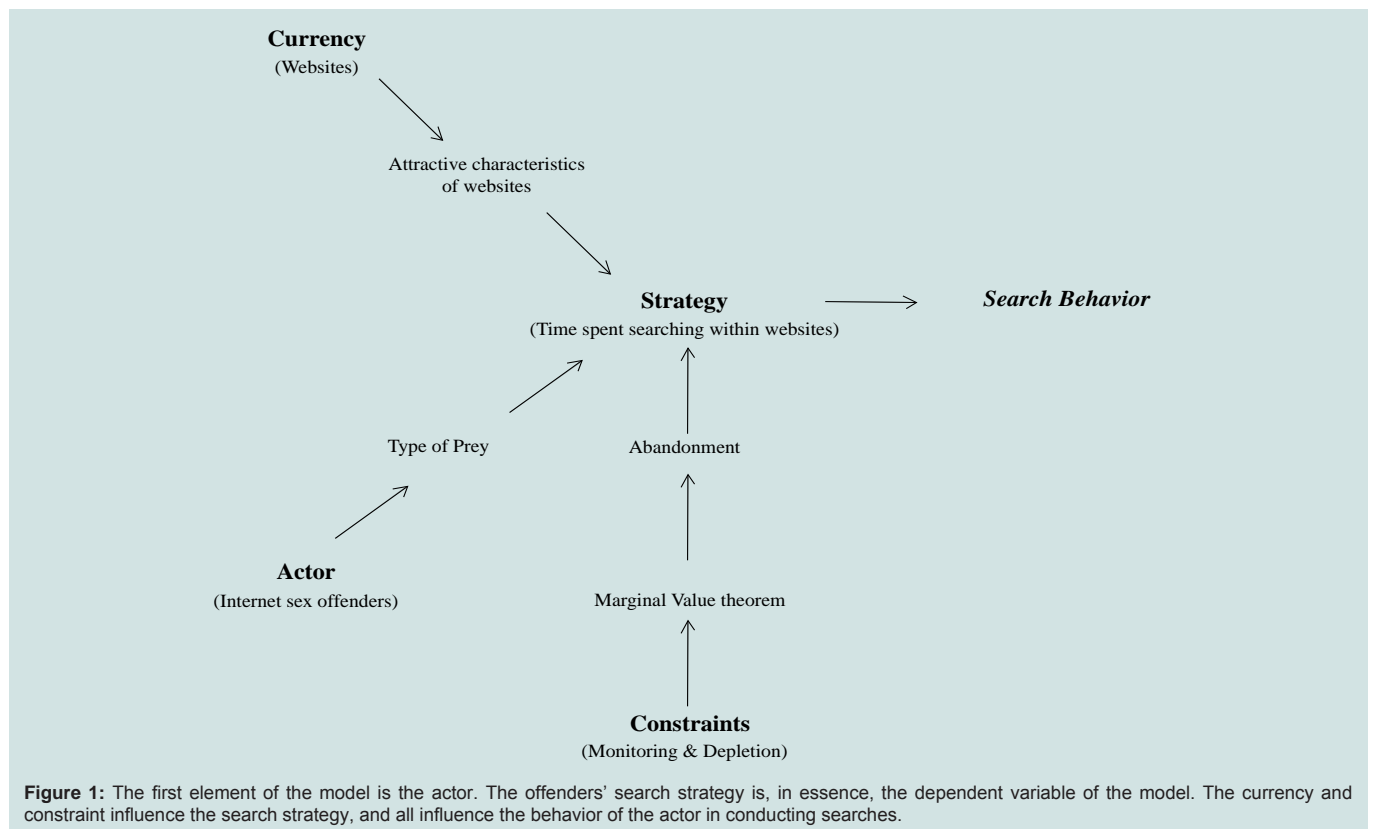 Currency
(Websites)
Attractive characteristics
of websites
Strategy
(Time spent searching within websites)
Search Behavior
Type of Prey
Abandonment
Actor
(Internet sex offenders)
Marginal Value theorem
Constraints
(Monitoring & Depletion)
Figure 1: The first element of the model is the actor. The offenders' search strategy is, in essence, the dependent variable of the model. The currency and
constraint influence the search strategy, and all influence the behavior of the actor in conducting searches.